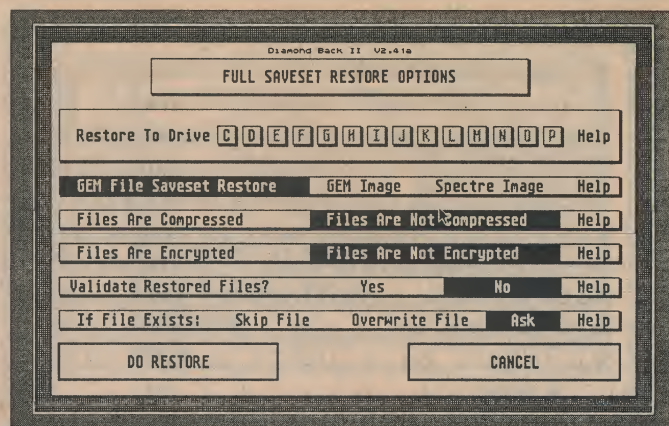 Diamond Back II V2.41a
FULL SAVESET RESTORE OPTIONS
Restore To Drive C D E F G H I J K L M N O P Help
GEM File Saveset Restore GEM Image Spectre Image Help
Files Are Compressed Files Are Not Compressed Help
Files Are Encrypted Files Are Not Encrypted Help
Validate Restored Files? Yes No Help
If File Exists: Skip File Overwrite File Ask Help
DO RESTORE CANCEL